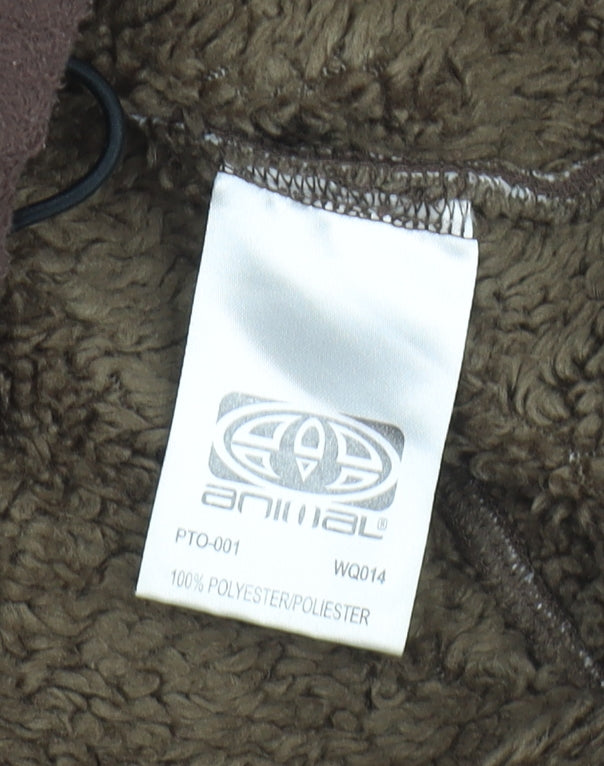 animal®
PTO-001
WQ014
100% POLYESTER/POLIESTER